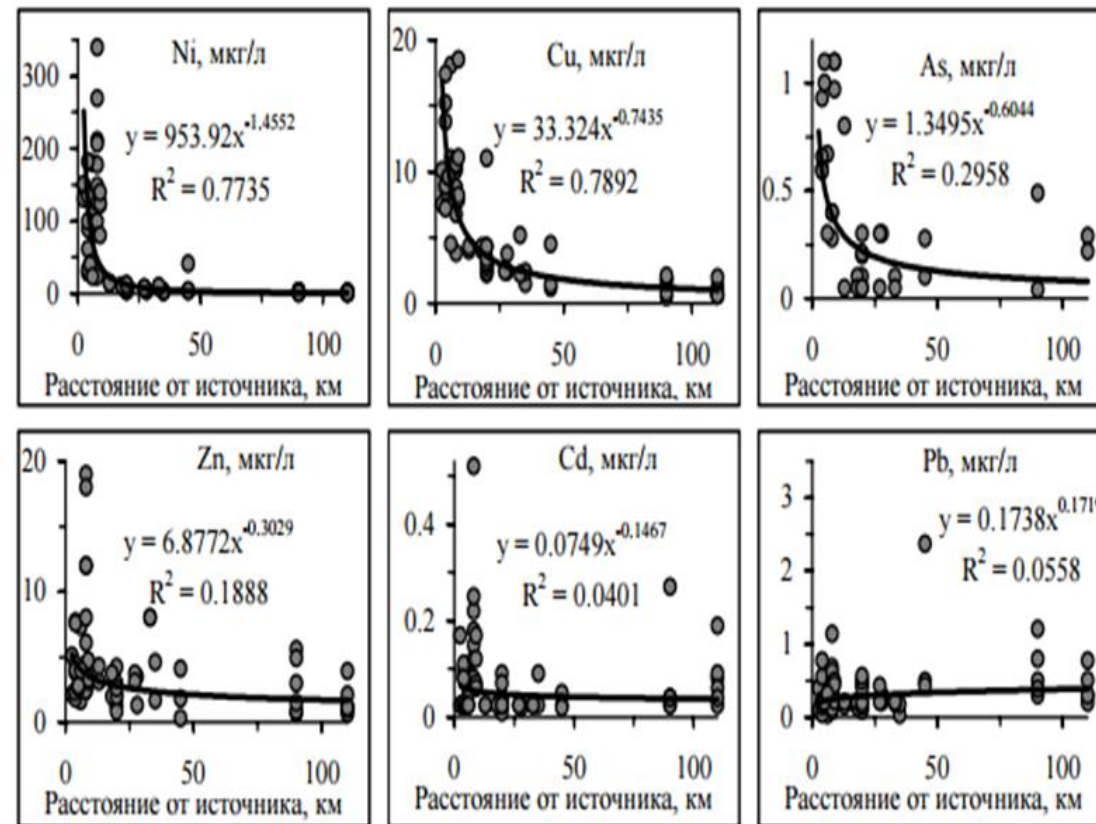 Ni, мкг/л
y = 953.92x^-1.4552
R² = 0.7735
300
200
100
0
0 50 100
Расстояние от источника, км
Cu, мкг/л
y = 33.324x^-0.7435
R² = 0.7892
20
10
0
0 50 100
Расстояние от источника, км
As, мкг/л
y = 1.3495x^-0.6044
R² = 0.2958
1
0.5
0
0 50 100
Расстояние от источника, км
Zn, мкг/л
y = 6.8772x^-0.3029
R² = 0.1888
20
10
0
0 50 100
Расстояние от источника, км
Cd, мкг/л
y = 0.0749x^-0.1467
R² = 0.0401
0.4
0.2
0
0 50 100
Расстояние от источника, км
Pb, мкг/л
y = 0.1738x^0.1719
R² = 0.0558
3
2
1
0
0 50 100
Расстояние от источника, км